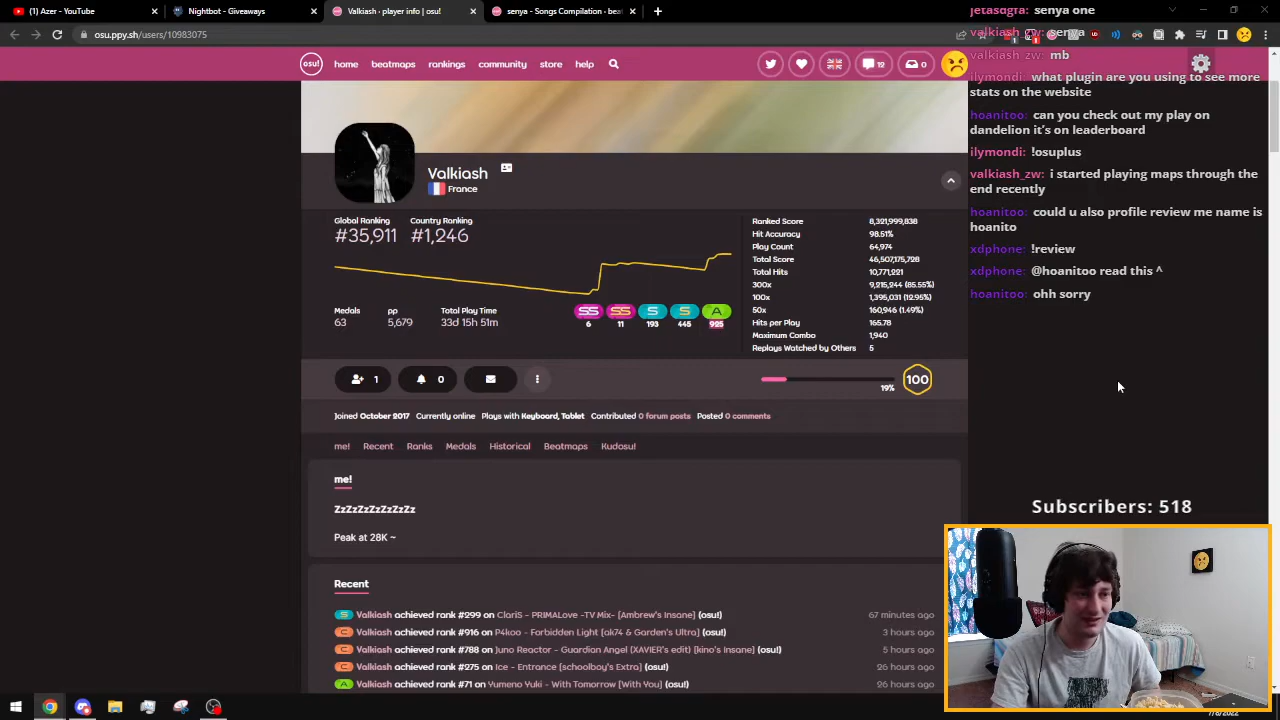 (1) Azer - YouTube
Nightbot - Giveaways
Valkiash · player info | osu!
senya - Songs Compilation · bea
osu.ppy.sh/users/10983075
osu!
home
beatmaps
rankings
community
store
help
12
0
Valkiash
France
Global Ranking
#35,911
Country Ranking
#1,246
Medals
63
pp
5,679
Total Play Time
33d 15h 51m
SS
6
SS
11
S
193
S
445
A
925
Ranked Score 8,321,999,838
Hit Accuracy 98.51%
Play Count 64,974
Total Score 46,507,175,728
Total Hits 10,771,221
300x 9,215,244 (85.55%)
100x 1,395,031 (12.95%)
50x 160,946 (1.49%)
Hits per Play 165.78
Maximum Combo 1,940
Replays Watched by Others 5
1
0
19%
100
Joined October 2017 Currently online Plays with Keyboard, Tablet Contributed 0 forum posts Posted 0 comments
me! Recent Ranks Medals Historical Beatmaps Kudosu!
me!
ZzZzZzZzZzZzZz
Peak at 28K ~
Recent
S Valkiash achieved rank #299 on ClariS - PRIMALove -TV Mix- [Ambrew's Insane] (osu!) 67 minutes ago
C Valkiash achieved rank #916 on P4koo - Forbidden Light [ak74 & Garden's Ultra] (osu!) 3 hours ago
C Valkiash achieved rank #788 on Juno Reactor - Guardian Angel (XAVIER's edit) [kino's Insane] (osu!) 5 hours ago
C Valkiash achieved rank #275 on Ice - Entrance [schoolboy's Extra] (osu!) 26 hours ago
A Valkiash achieved rank #71 on Yumeno Yuki - With Tomorrow [With You] (osu!) 26 hours ago
jetasdgfa: senya one
valkiash_zw: senya
valkiash_zw: mb
ilymondi: what plugin are you using to see more
stats on the website
hoanitoo: can you check out my play on
dandelion it's on leaderboard
ilymondi: !osuplus
valkiash_zw: i started playing maps through the
end recently
hoanitoo: could u also profile review me name is
hoanito
xdphone: !review
xdphone: @hoanitoo read this ^
hoanitoo: ohh sorry
Subscribers: 518